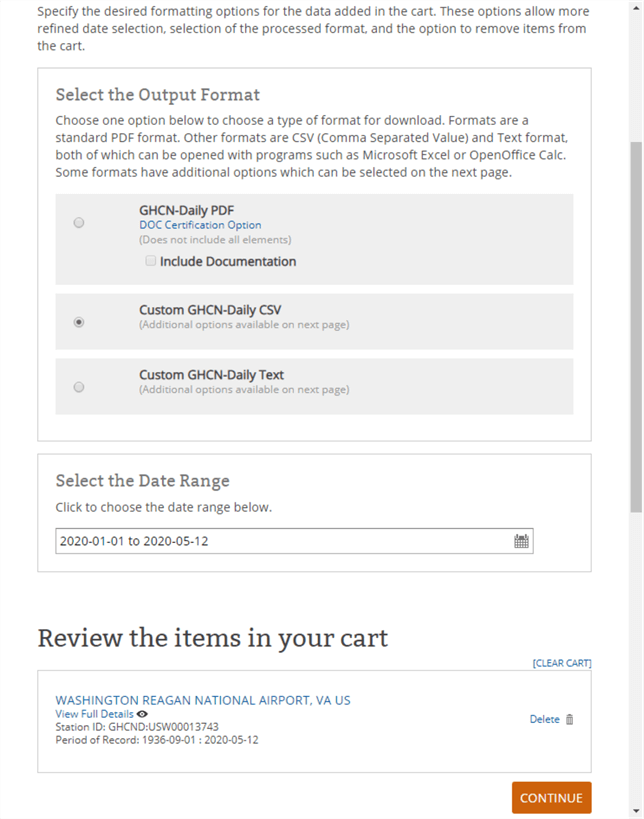 Specify the desired formatting options for the data added in the cart. These options allow more
refined date selection, selection of the processed format, and the option to remove items from
the cart.
Select the Output Format
Choose one option below to choose a type of format for download. Formats are a
standard PDF format. Other formats are CSV (Comma Separated Value) and Text format,
both of which can be opened with programs such as Microsoft Excel or OpenOffice Calc.
Some formats have additional options which can be selected on the next page.
GHCN-Daily PDF
DOC Certification Option
(Does not include all elements)
Include Documentation
Custom GHCN-Daily CSV
(Additional options available on next page)
Custom GHCN-Daily Text
(Additional options available on next page)
Select the Date Range
Click to choose the date range below.
2020-01-01 to 2020-05-12
Review the items in your cart
[CLEAR CART]
WASHINGTON REAGAN NATIONAL AIRPORT, VA US
View Full Details
Delete
Station ID: GHCND:USW00013743
Period of Record: 1936-09-01 : 2020-05-12
CONTINUE